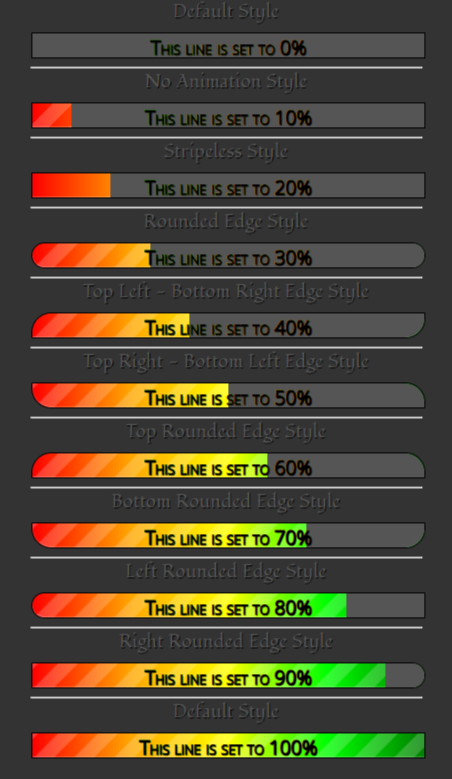 Default Style
This line is set to 0%
No Animation Style
This line is set to 10%
Stripeless Style
This line is set to 20%
Rounded Edge Style
This line is set to 30%
Top Left - Bottom Right Edge Style
This line is set to 40%
Top Right - Bottom Left Edge Style
This line is set to 50%
Top Rounded Edge Style
This line is set to 60%
Bottom Rounded Edge Style
This line is set to 70%
Left Rounded Edge Style
This line is set to 80%
Right Rounded Edge Style
This line is set to 90%
Default Style
This line is set to 100%